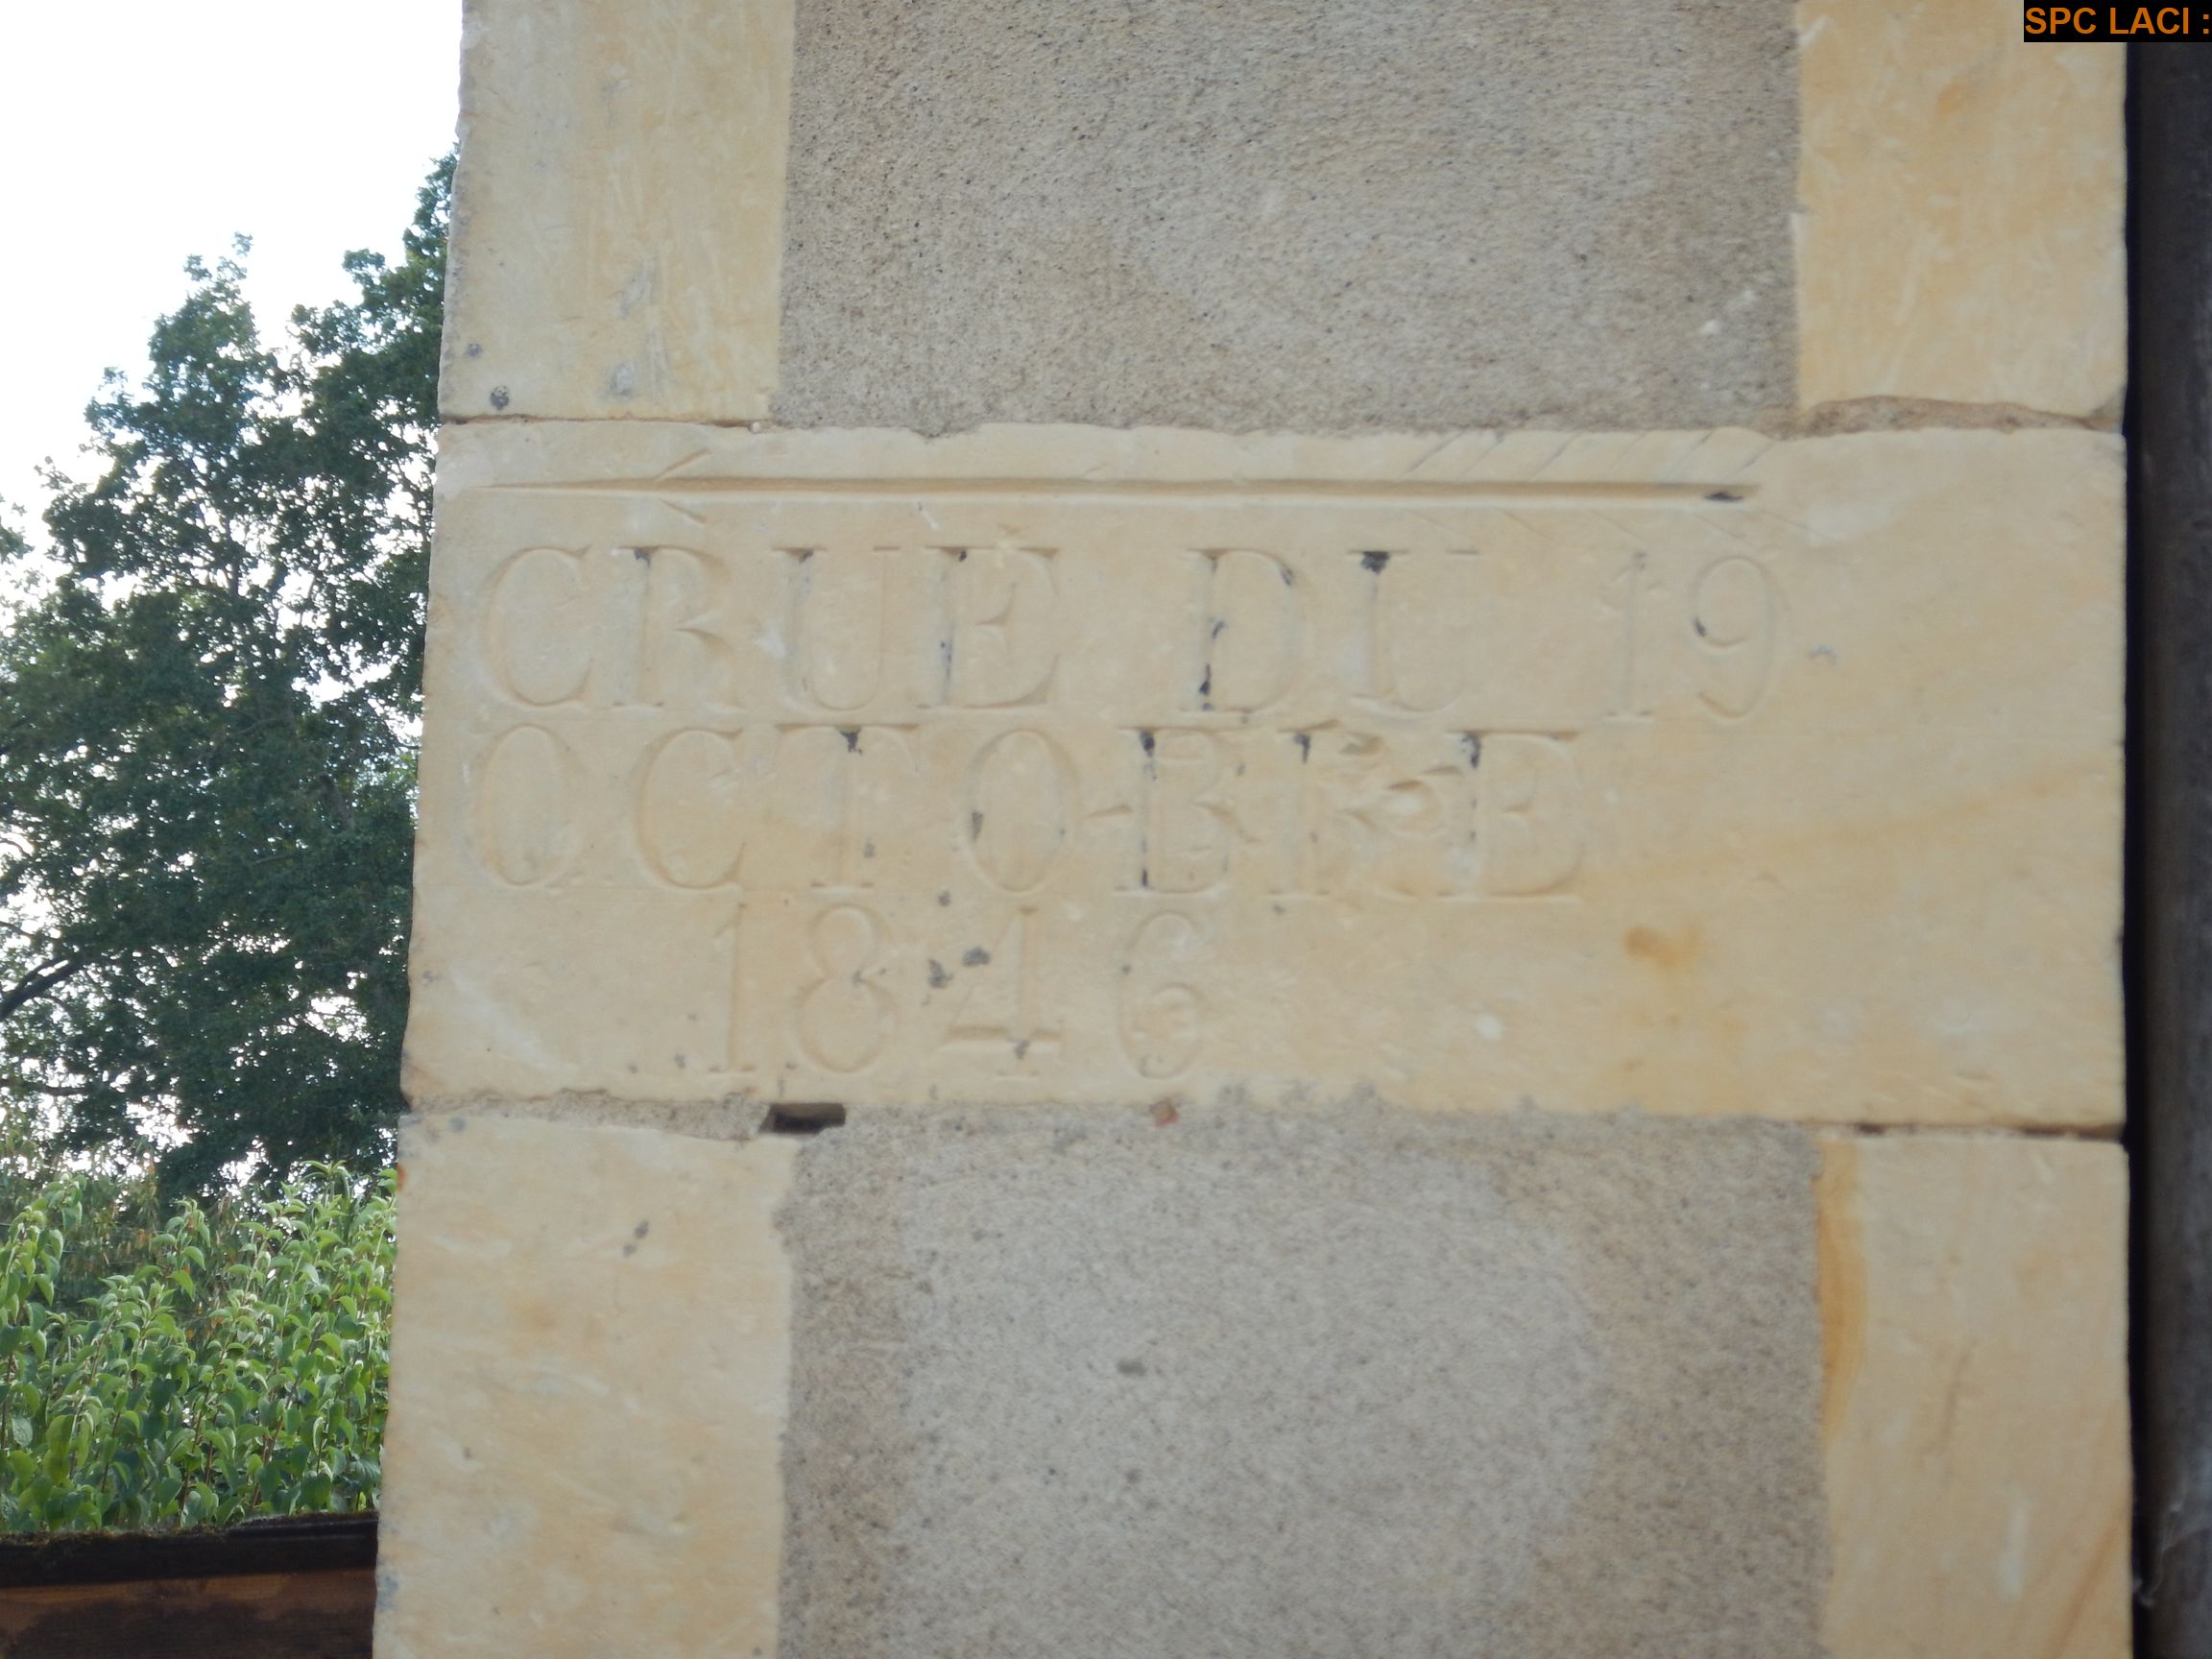 SPC LACI :
CRUE DU 19
OCTOBRE
1846